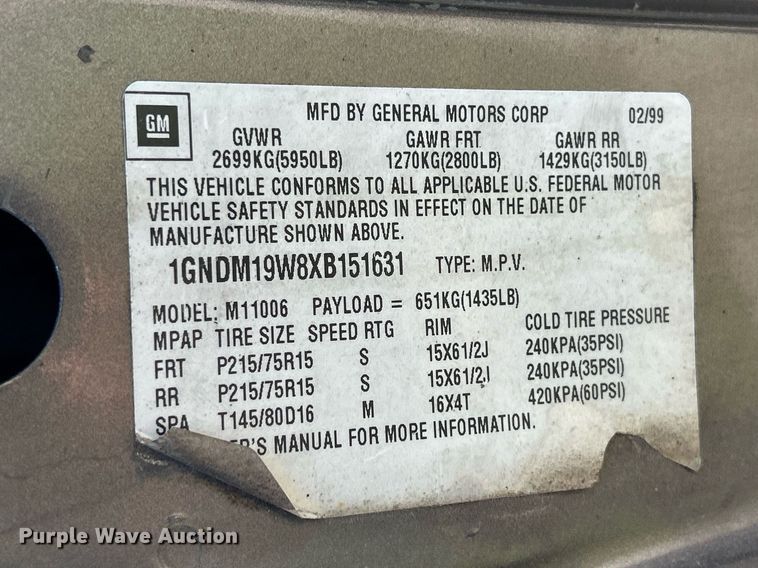 GM
MFD BY GENERAL MOTORS CORP 02/99
GVWR GAWR FRT GAWR RR
2699KG(5950LB) 1270KG(2800LB) 1429KG(3150LB)
THIS VEHICLE CONFORMS TO ALL APPLICABLE U.S. FEDERAL MOTOR
VEHICLE SAFETY STANDARDS IN EFFECT ON THE DATE OF
MANUFACTURE SHOWN ABOVE.
1GNDM19W8XB151631 TYPE: M.P.V.
MODEL: M11006 PAYLOAD = 651KG(1435LB)
MPAP TIRE SIZE SPEED RTG RIM COLD TIRE PRESSURE
FRT P215/75R15 S 15X61/2J 240KPA(35PSI)
RR P215/75R15 S 15X61/2J 240KPA(35PSI)
SPA T145/80D16 M 16X4T 420KPA(60PSI)
'S MANUAL FOR MORE INFORMATION.
Purple Wave Auction